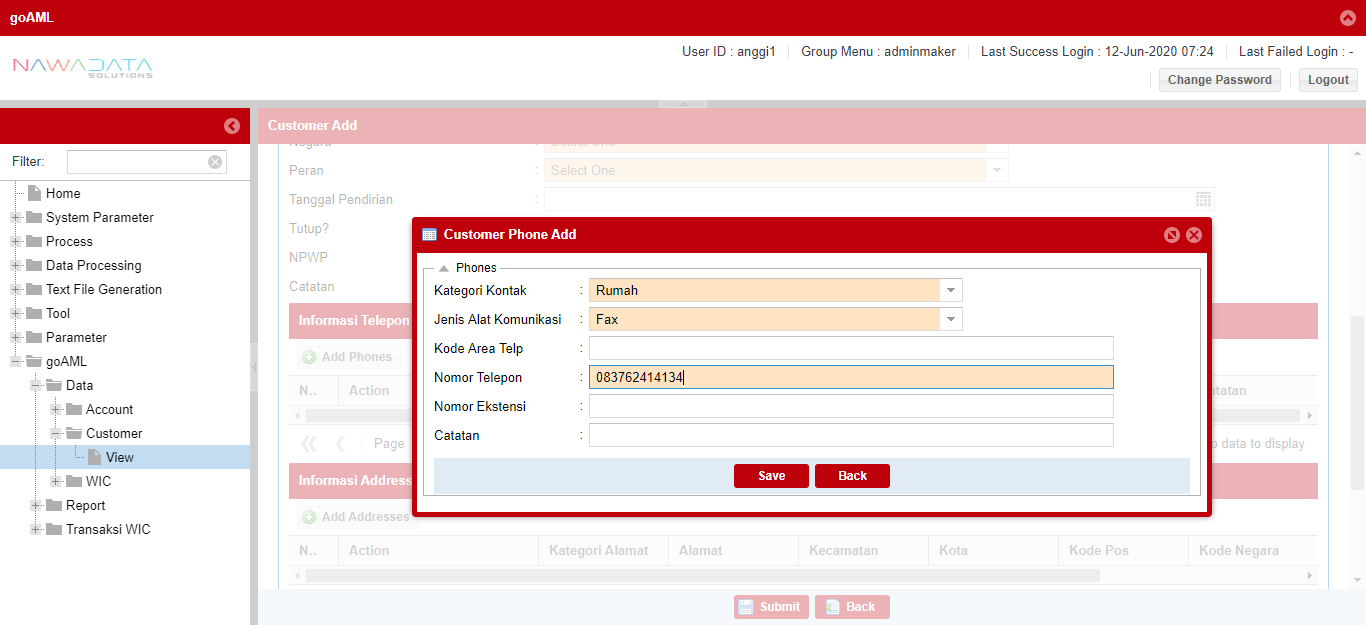 goAML
NAWADATA
SOLUTIONS
User ID : anggi1
Group Menu : adminmaker
Last Success Login : 12-Jun-2020 07:24
Last Failed Login : -
Change Password
Logout
Filter:
Home
System Parameter
Process
Data Processing
Text File Generation
Tool
Parameter
goAML
Data
Account
Customer
View
WIC
Report
Transaksi WIC
Customer Add
Negara : Select One
Peran : Select One
Tanggal Pendirian :
Tutup?
NPWP
Catatan
Informasi Telepon
Add Phones
N.. Action
Catatan
Page
data to display
Informasi Address
Add Addresses
N.. Action Kategori Alamat Alamat Kecamatan Kota Kode Pos Kode Negara
Submit Back
Customer Phone Add
Phones
Kategori Kontak : Rumah
Jenis Alat Komunikasi : Fax
Kode Area Telp :
Nomor Telepon : 083762414134
Nomor Ekstensi :
Catatan :
Save Back